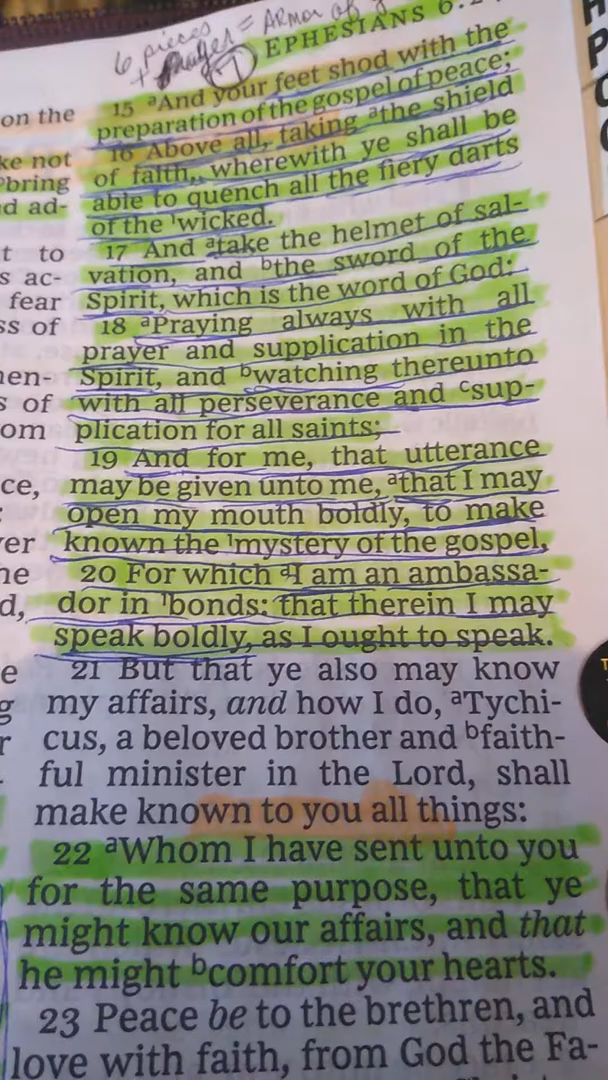 6 pieces = Armor of
+ Prayer 7
EPHESIANS 6:
15 aAnd your feet shod with the
preparation of the gospel of peace;
16 Above all, taking athe shield
of faith, wherewith ye shall be
able to quench all the fiery darts
of the 1wicked.
17 And atake the helmet of sal-
vation, and bthe sword of the
Spirit, which is the word of God:
18 aPraying always with all
prayer and supplication in the
Spirit, and bwatching thereunto
with all perseverance and csup-
plication for all saints;
19 And for me, that utterance
may be given unto me, athat I may
open my mouth boldly, to make
known the 1mystery of the gospel,
20 For which aI am an ambassa-
dor in 1bonds: that therein I may
speak boldly, as I ought to speak.
21 But that ye also may know
my affairs, and how I do, aTychi-
cus, a beloved brother and bfaith-
ful minister in the Lord, shall
make known to you all things:
22 aWhom I have sent unto you
for the same purpose, that ye
might know our affairs, and that
he might bcomfort your hearts.
23 Peace be to the brethren, and
love with faith, from God the Fa-
on the
ke not
bring
d ad-
t to
s ac-
fear
ss of
nen-
s of
om
ce,
ver
he
d,
e
g
r